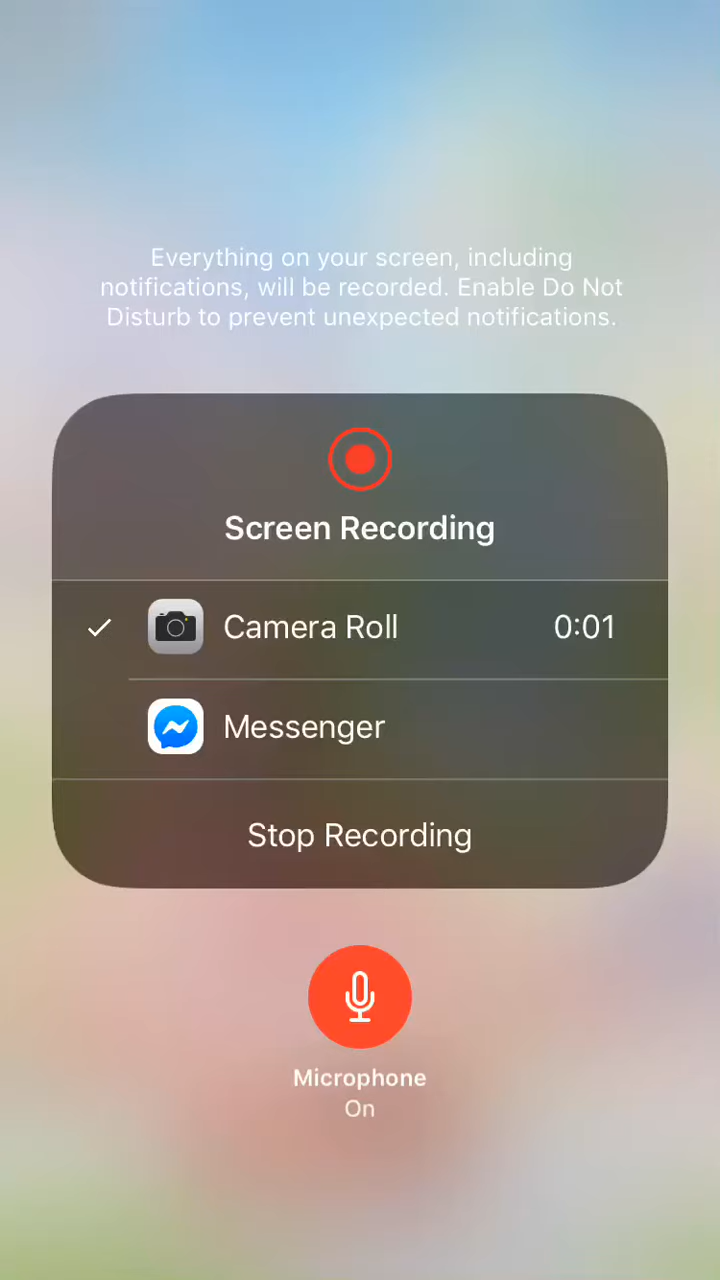 Everything on your screen, including
notifications, will be recorded. Enable Do Not
Disturb to prevent unexpected notifications.
Screen Recording
Camera Roll 0:01
Messenger
Stop Recording
Microphone
On